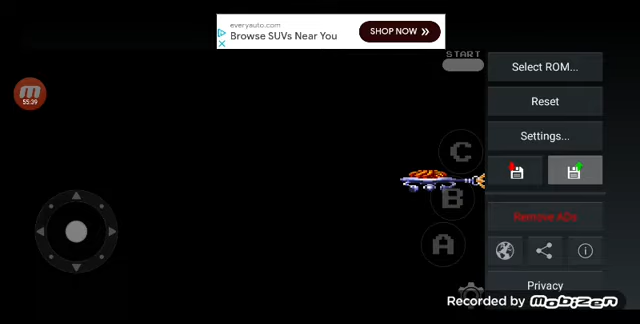 everyauto.com
Browse SUVs Near You
SHOP NOW
START
Select ROM...
55:39
Reset
Settings...
C
B
A
Remove ADs
Privacy
Recorded by MOBIZEN